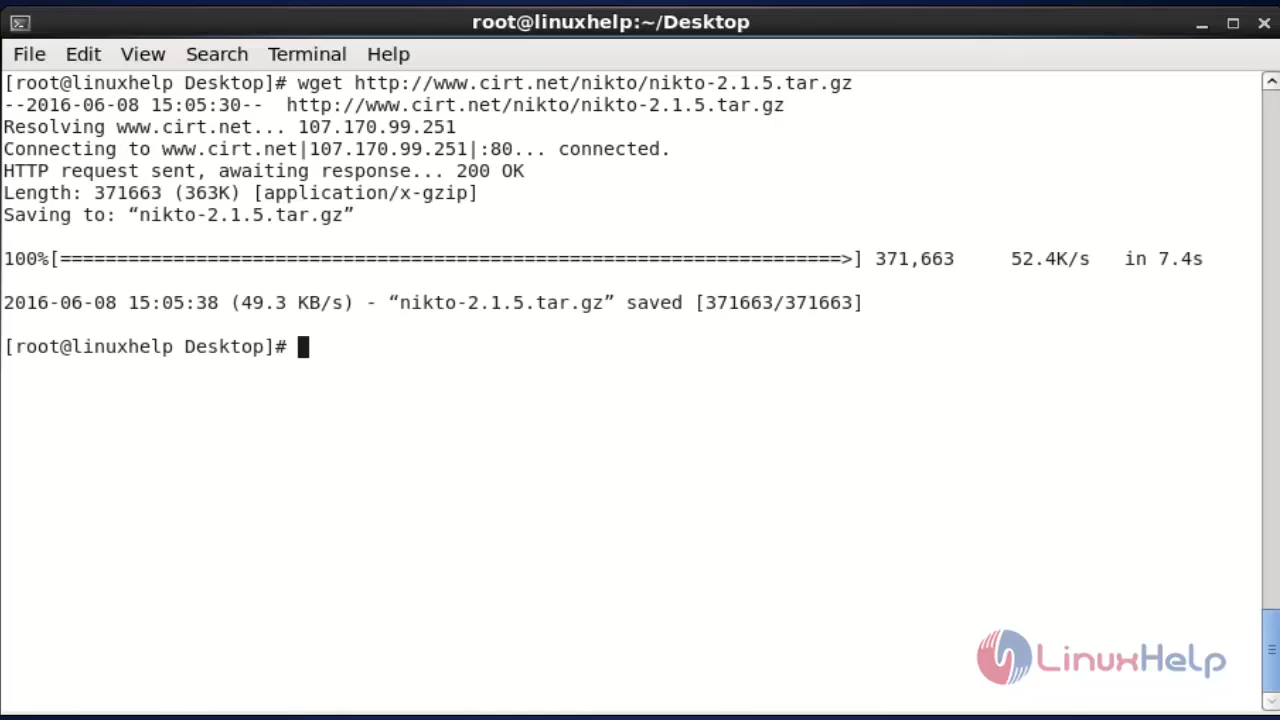 root@linuxhelp:~/Desktop
File Edit View Search Terminal Help
[root@linuxhelp Desktop]# wget http://www.cirt.net/nikto/nikto-2.1.5.tar.gz
--2016-06-08 15:05:30--  http://www.cirt.net/nikto/nikto-2.1.5.tar.gz
Resolving www.cirt.net... 107.170.99.251
Connecting to www.cirt.net|107.170.99.251|:80... connected.
HTTP request sent, awaiting response... 200 OK
Length: 371663 (363K) [application/x-gzip]
Saving to: “nikto-2.1.5.tar.gz”
100%[=====================================================================>] 371,663     52.4K/s   in 7.4s
2016-06-08 15:05:38 (49.3 KB/s) - “nikto-2.1.5.tar.gz” saved [371663/371663]
[root@linuxhelp Desktop]#
LinuxHelp